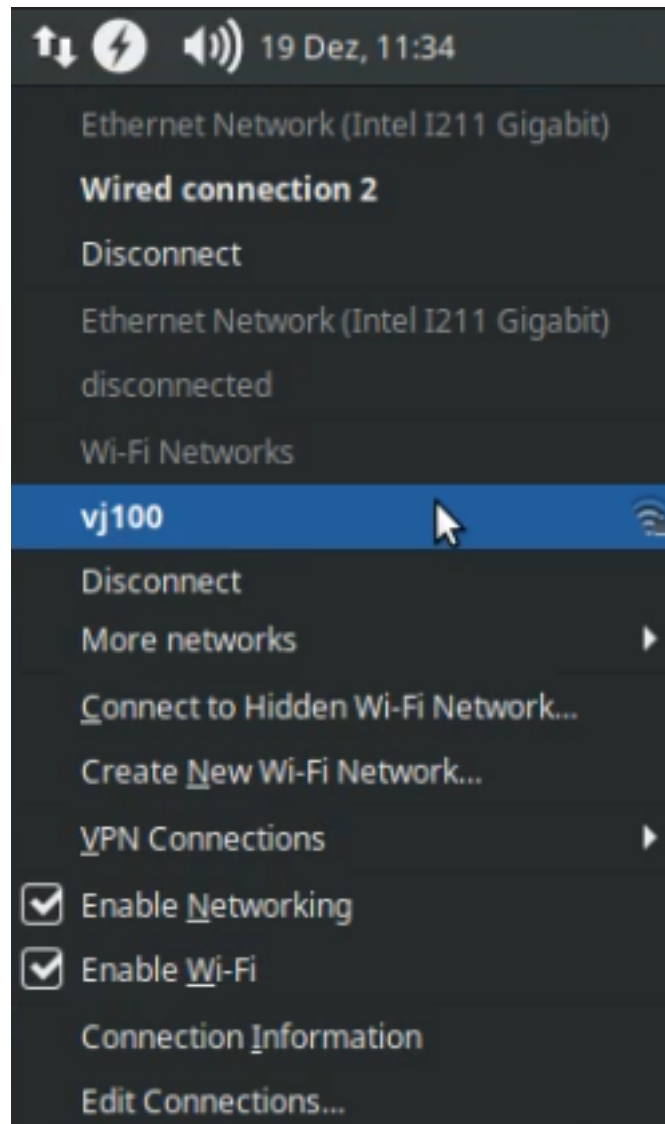 19 Dez, 11:34
Ethernet Network (Intel I211 Gigabit)
Wired connection 2
Disconnect
Ethernet Network (Intel I211 Gigabit)
disconnected
Wi-Fi Networks
vj100
Disconnect
More networks
Connect to Hidden Wi-Fi Network...
Create New Wi-Fi Network...
VPN Connections
Enable Networking
Enable Wi-Fi
Connection Information
Edit Connections...